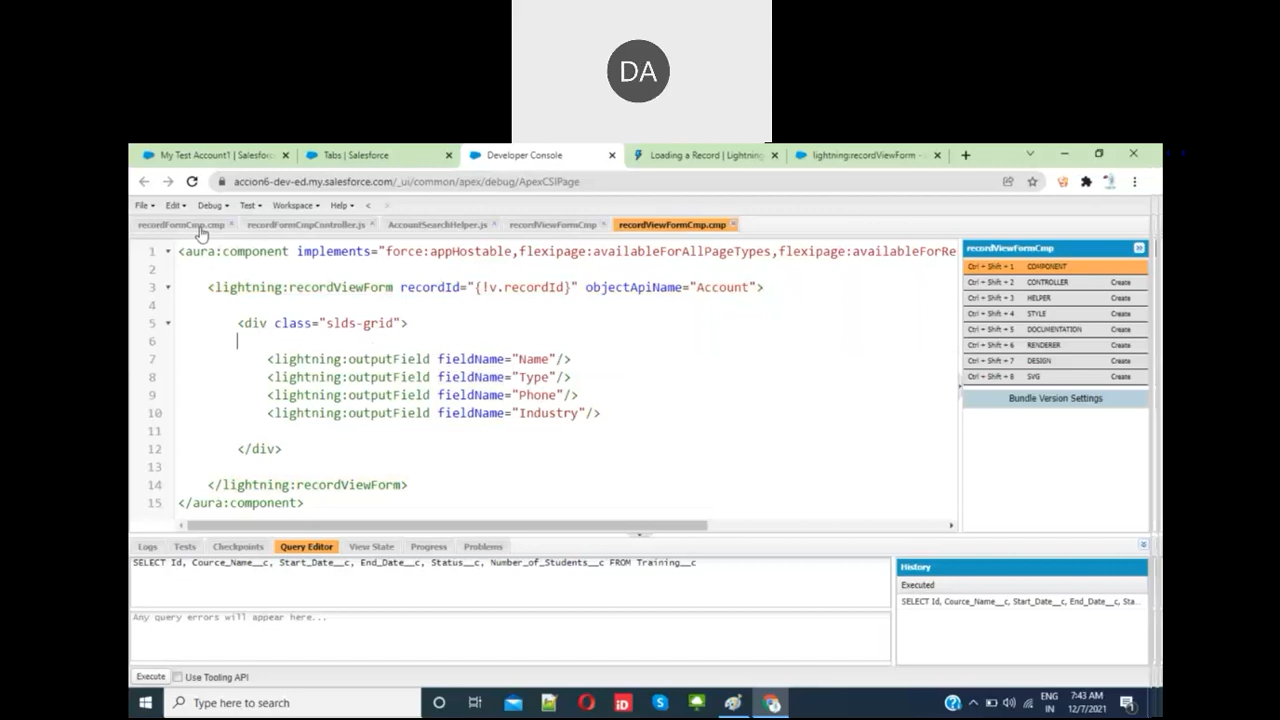 DA
My Test Account1 | Salesforc
Tabs | Salesforce
Developer Console
Loading a Record | Lightning
lightning:recordViewForm -
accion6-dev-ed.my.salesforce.com/_ui/common/apex/debug/ApexCSIPage
File Edit Debug Test Workspace Help <
recordFormCmp.cmp
recordFormCmpController.js
AccountSearchHelper.js
recordViewFormCmp
recordViewFormCmp.cmp
1 <aura:component implements="force:appHostable,flexipage:availableForAllPageTypes,flexipage:availableForRe
2
3 <lightning:recordViewForm recordId="{!v.recordId}" objectApiName="Account">
4
5 <div class="slds-grid">
6
7 <lightning:outputField fieldName="Name"/>
8 <lightning:outputField fieldName="Type"/>
9 <lightning:outputField fieldName="Phone"/>
10 <lightning:outputField fieldName="Industry"/>
11
12 </div>
13
14 </lightning:recordViewForm>
15 </aura:component>
recordViewFormCmp
Ctrl + Shift + 1 COMPONENT
Ctrl + Shift + 2 CONTROLLER Create
Ctrl + Shift + 3 HELPER Create
Ctrl + Shift + 4 STYLE Create
Ctrl + Shift + 5 DOCUMENTATION Create
Ctrl + Shift + 6 RENDERER Create
Ctrl + Shift + 7 DESIGN Create
Ctrl + Shift + 8 SVG Create
Bundle Version Settings
Logs Tests Checkpoints Query Editor View State Progress Problems
SELECT Id, Cource_Name__c, Start_Date__c, End_Date__c, Status__c, Number_of_Students__c FROM Training__c
Any query errors will appear here...
History
Executed
SELECT Id, Cource_Name__c, Start_Date__c, End_Date__c, Sta...
Execute Use Tooling API
Type here to search
ENG
IN
7:43 AM
12/7/2021